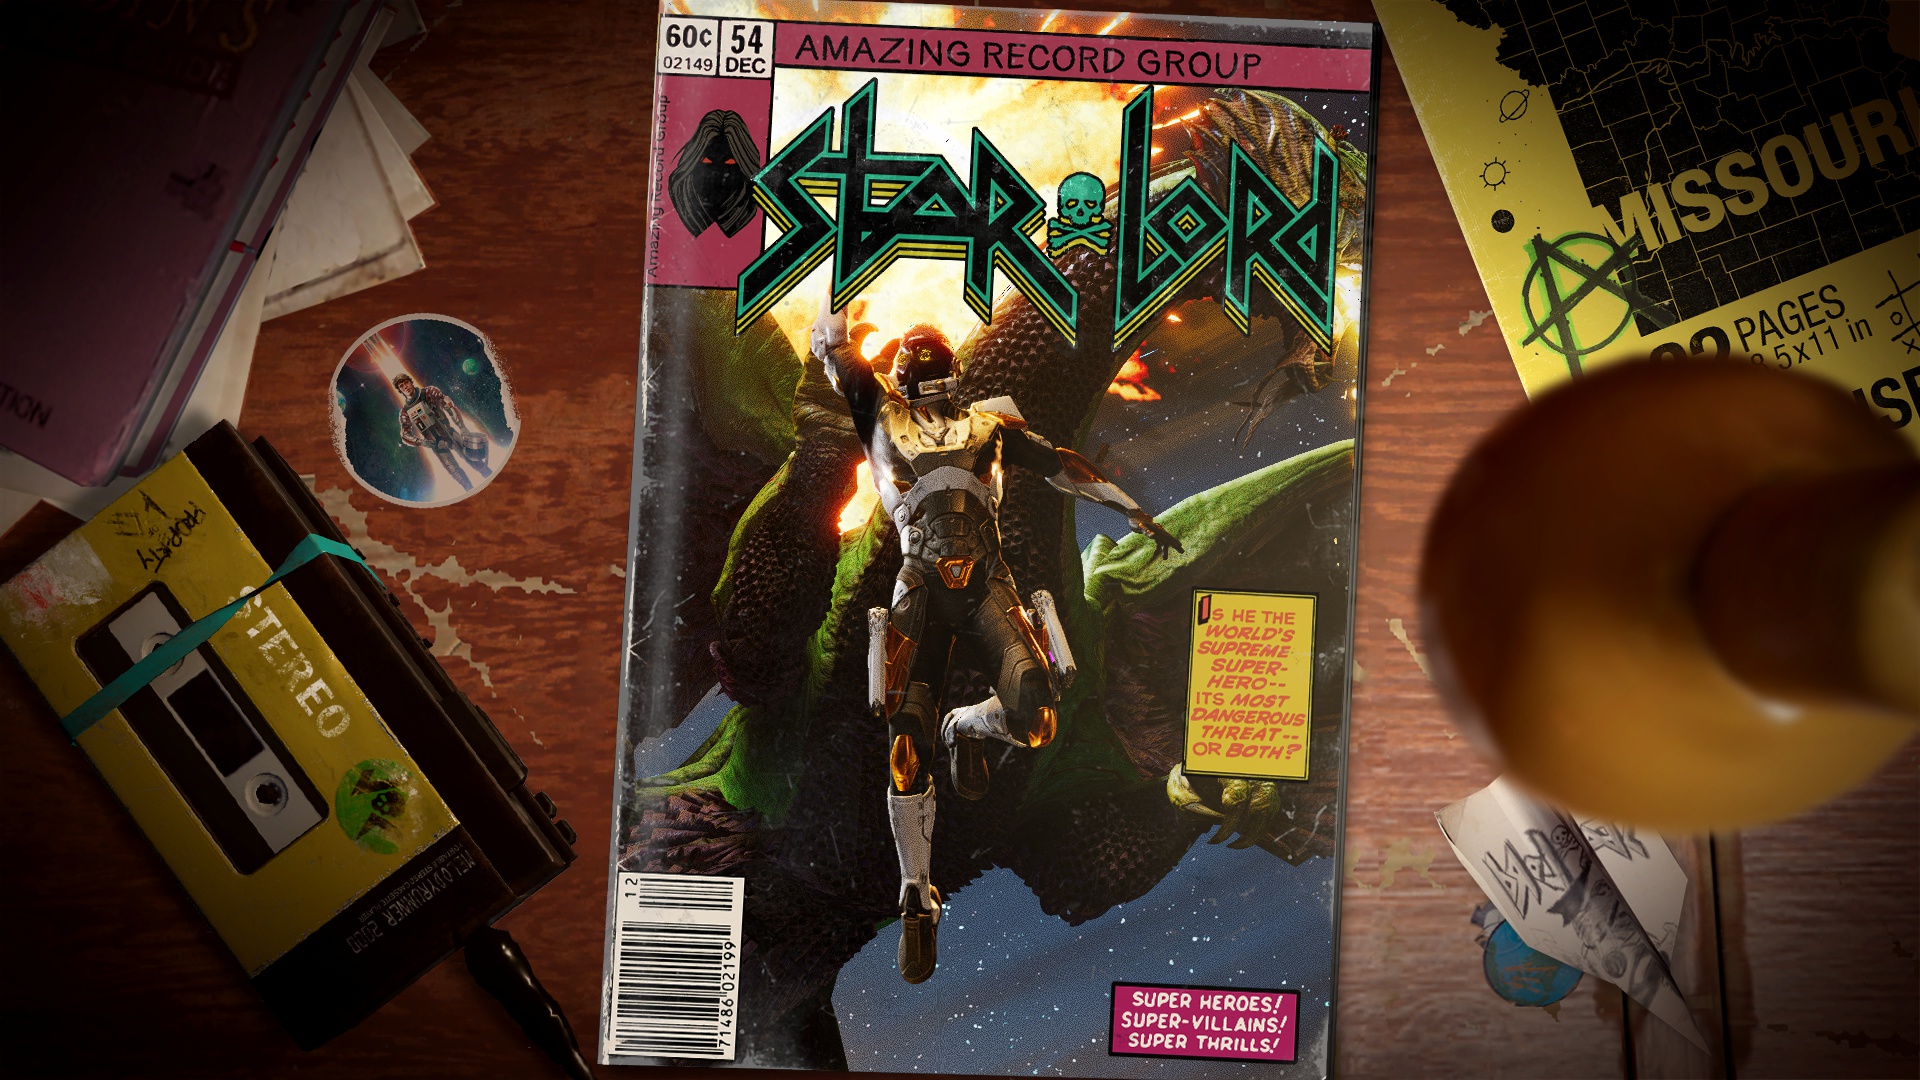 60¢
02149
54
DEC
AMAZING RECORD GROUP
Amazing Record Group
STAR LORD
IS HE THE
WORLD'S
SUPREME
SUPER-
HERO--
ITS MOST
DANGEROUS
THREAT--
OR BOTH?
SUPER HEROES!
SUPER-VILLAINS!
SUPER THRILLS!
12
71486 02199
STEREO
MELODYRUNNER 2000
MISSOURI
PAGES
8.5x11 in